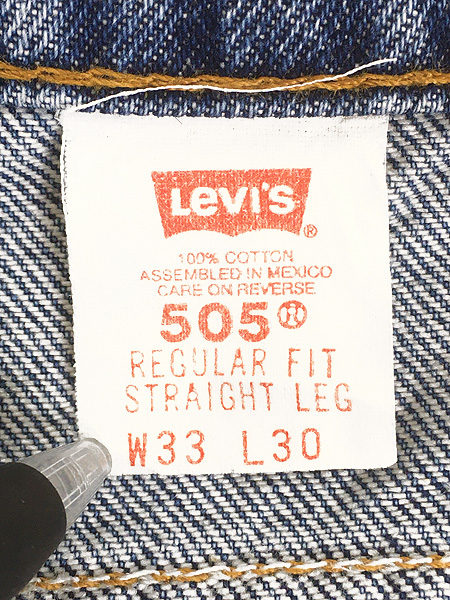 Levi's®
100% COTTON
ASSEMBLED IN MEXICO
CARE ON REVERSE
505®
REGULAR FIT
STRAIGHT LEG
W33 L30